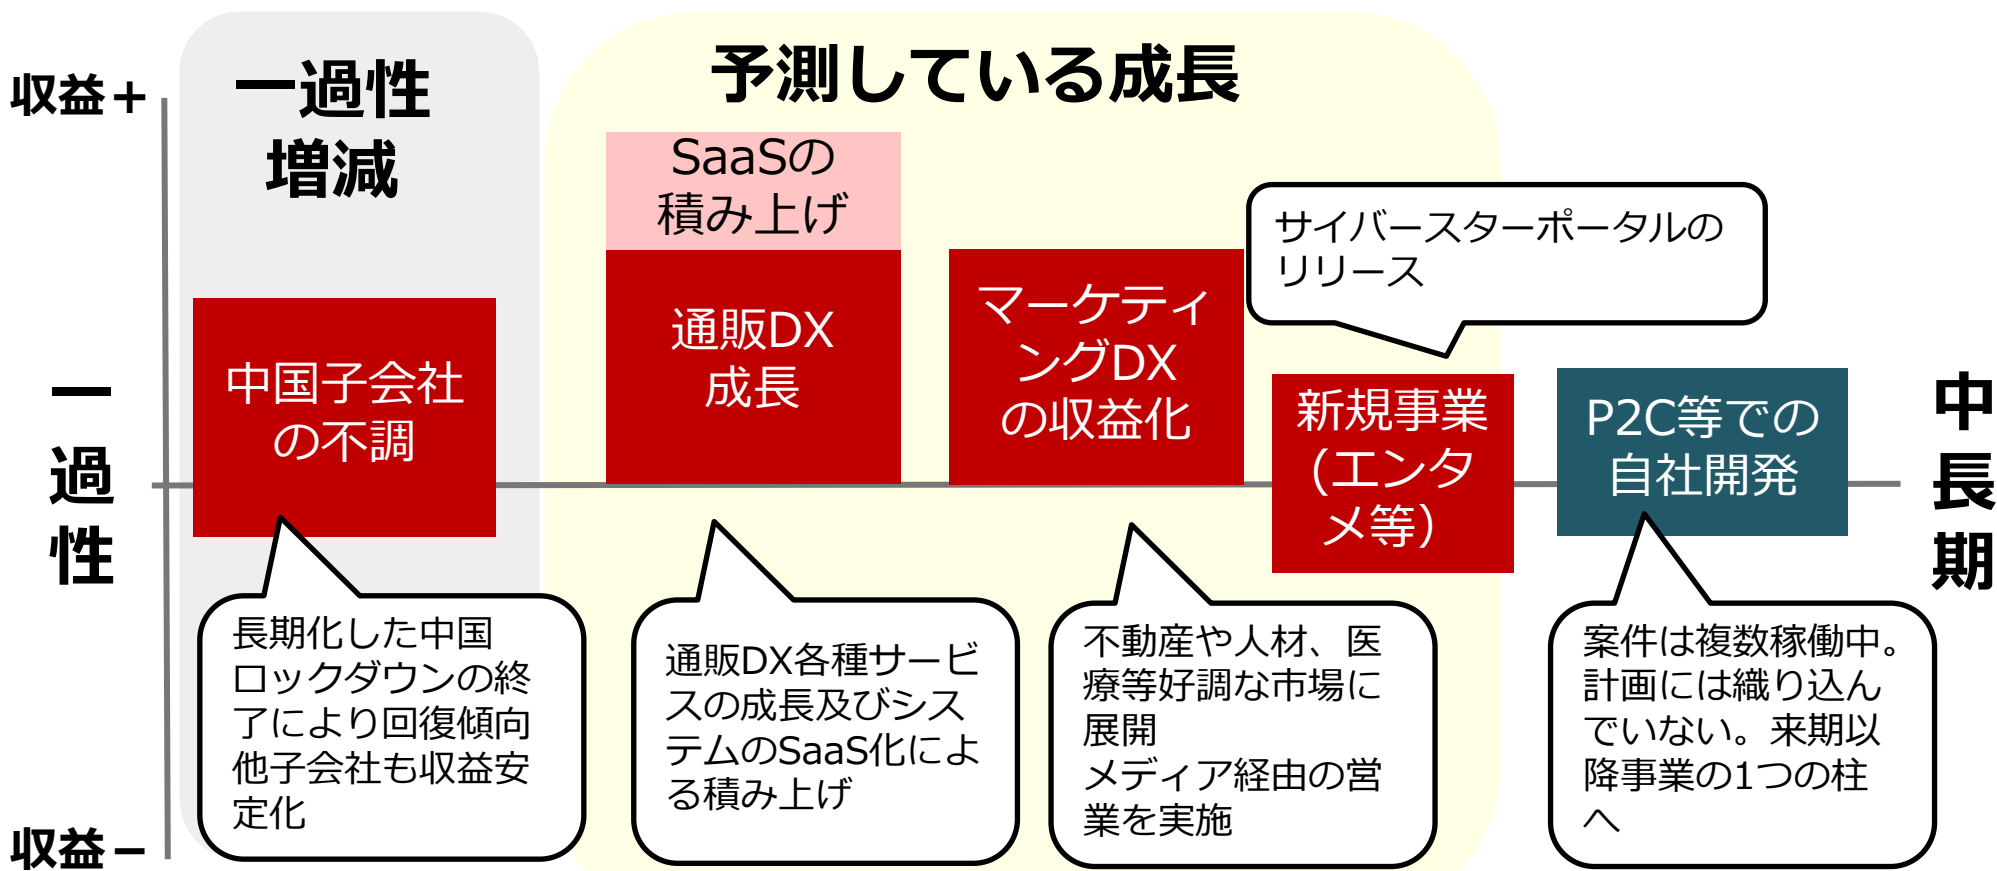 収益+
一過性
増減
予測している成長
SaaSの
積み上げ
通販DX
成長
マーケティ
ングDX
の収益化
サイバースターポータルの
リリース
中国子会社
の不調
新規事業
(エンタ
メ等)
P2C等での
自社開発
一
過
性
中
長
期
長期化した中国
ロックダウンの終
了により回復傾向
他子会社も収益安
定化
通販DX各種サービ
スの成長及びシス
テムのSaaS化によ
る積み上げ
不動産や人材、医
療等好調な市場に
展開
メディア経由の営
業を実施
案件は複数稼働中。
計画には織り込ん
でいない。来期以
降事業の1つの柱
へ
収益−